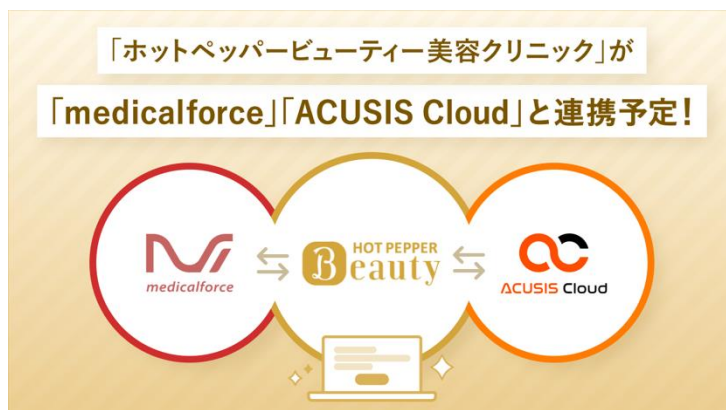 「ホットペッパービューティー美容クリニック」が
「medicalforce」「ACUSIS Cloud」と連携予定!
medicalforce
HOT PEPPER
Beauty
ACUSIS Cloud